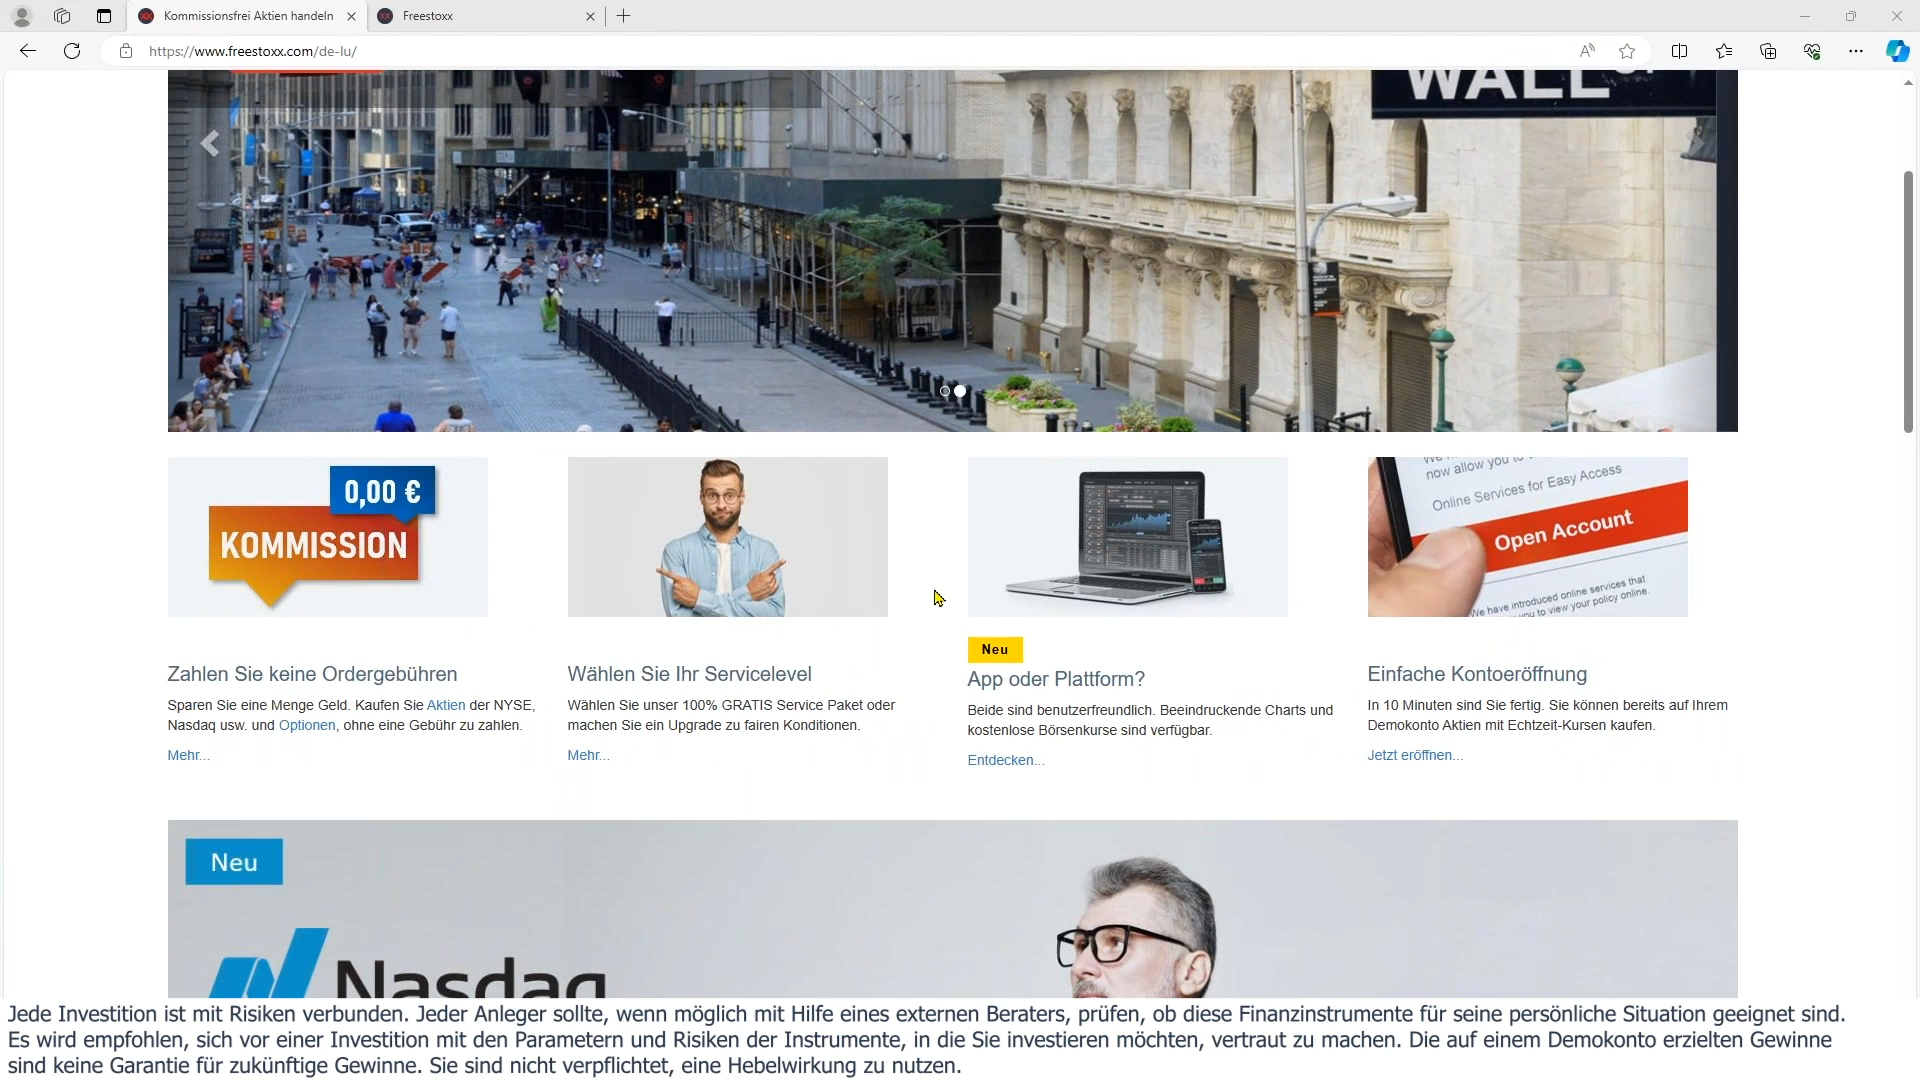 Kommissionsfrei Aktien handeln
Freestoxx
https://www.freestoxx.com/de-lu/
WALL
0,00 €
KOMMISSION
now allow you to
Online Services for Easy Access
Open Account
We have introduced online services that
you to view your policy online.
Neu
Zahlen Sie keine Ordergebühren
Sparen Sie eine Menge Geld. Kaufen Sie Aktien der NYSE,
Nasdaq usw. und Optionen, ohne eine Gebühr zu zahlen.
Mehr...
Wählen Sie Ihr Servicelevel
Wählen Sie unser 100% GRATIS Service Paket oder
machen Sie ein Upgrade zu fairen Konditionen.
Mehr...
App oder Plattform?
Beide sind benutzerfreundlich. Beeindruckende Charts und
kostenlose Börsenkurse sind verfügbar.
Entdecken...
Einfache Kontoeröffnung
In 10 Minuten sind Sie fertig. Sie können bereits auf Ihrem
Demokonto Aktien mit Echtzeit-Kursen kaufen.
Jetzt eröffnen...
Neu
Nasdaq
Jede Investition ist mit Risiken verbunden. Jeder Anleger sollte, wenn möglich mit Hilfe eines externen Beraters, prüfen, ob diese Finanzinstrumente für seine persönliche Situation geeignet sind.
Es wird empfohlen, sich vor einer Investition mit den Parametern und Risiken der Instrumente, in die Sie investieren möchten, vertraut zu machen. Die auf einem Demokonto erzielten Gewinne
sind keine Garantie für zukünftige Gewinne. Sie sind nicht verpflichtet, eine Hebelwirkung zu nutzen.